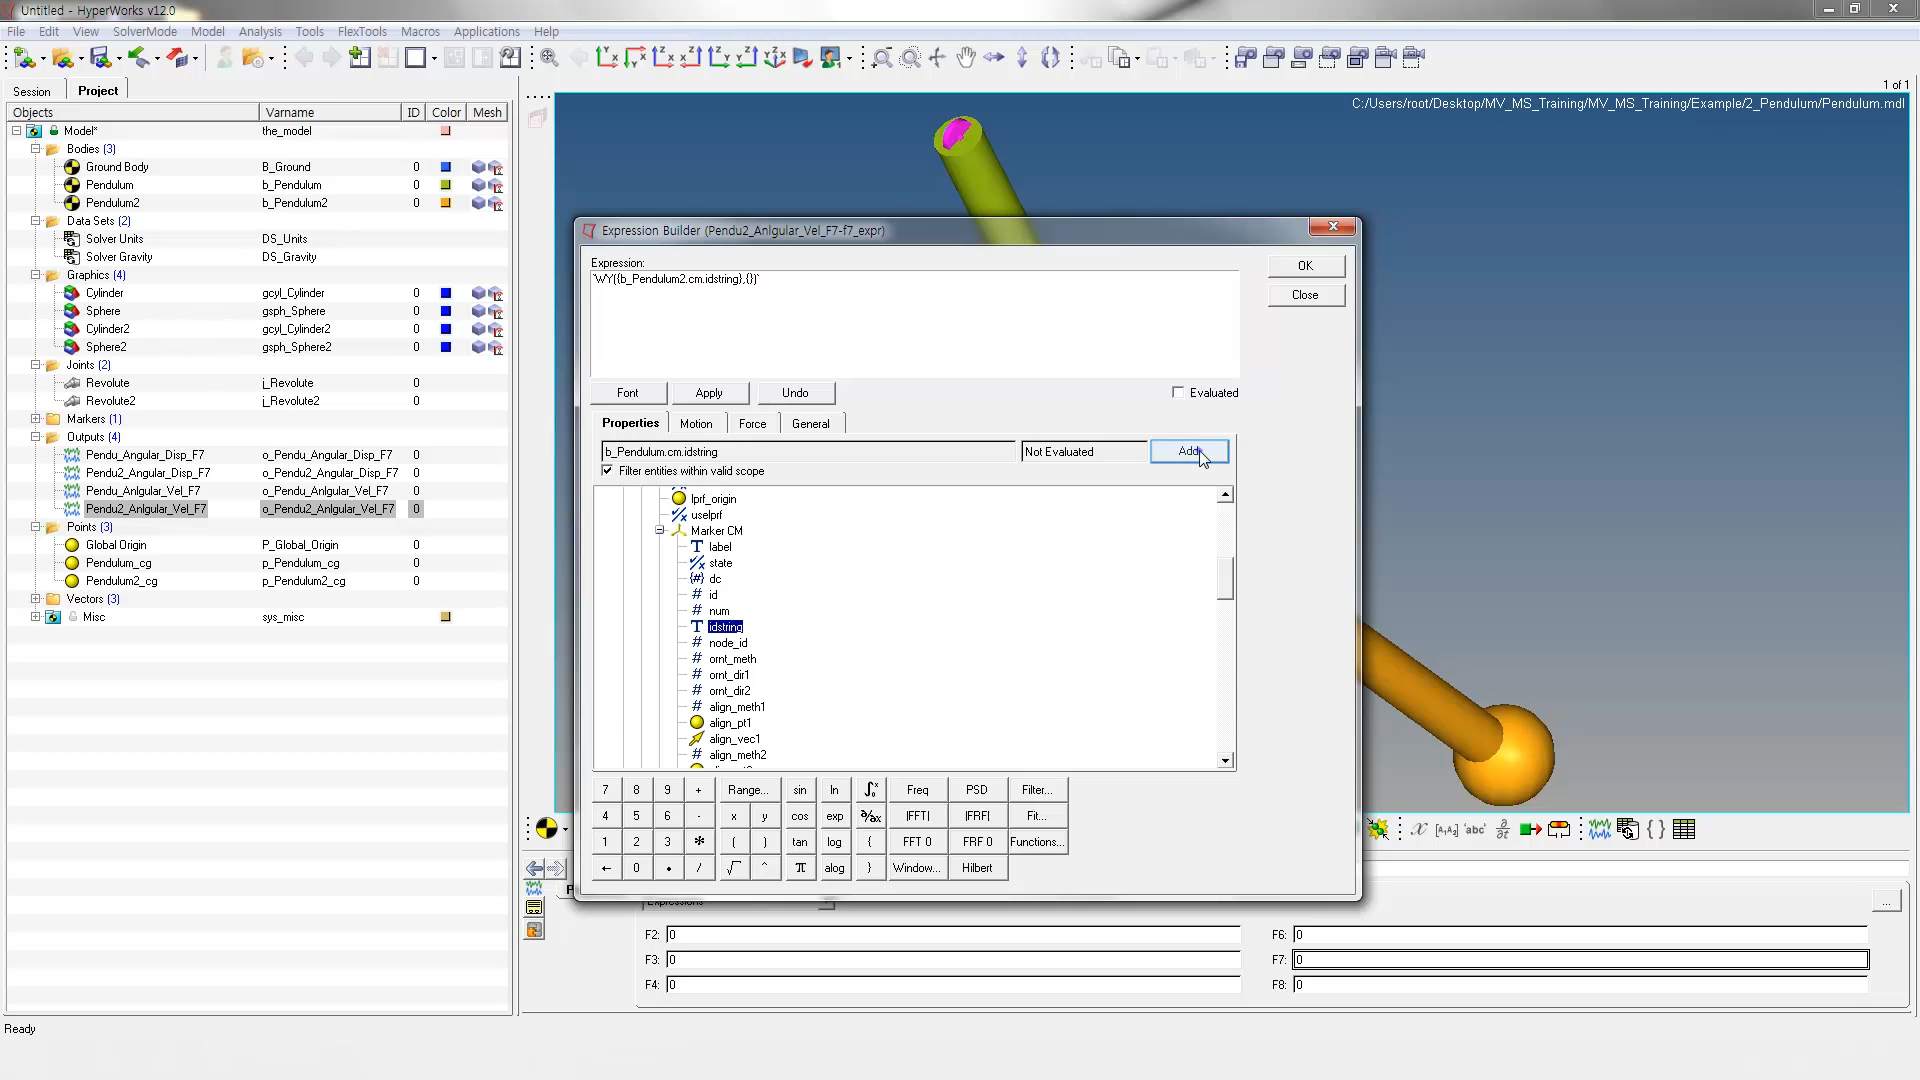 Untitled - HyperWorks v12.0
File Edit View SolverMode Model Analysis Tools FlexTools Macros Applications Help
Session Project
1 of 1
Objects Varname ID Color Mesh
C:/Users/root/Desktop/MV_MS_Training/MV_MS_Training/Example/2_Pendulum/Pendulum.mdl
Model* the_model
Bodies (3)
Ground Body B_Ground 0
Pendulum b_Pendulum 0
Pendulum2 b_Pendulum2 0
Data Sets (2)
Solver Units DS_Units 0
Solver Gravity DS_Gravity 0
Graphics (4)
Cylinder gcyl_Cylinder 0
Sphere gsph_Sphere 0
Cylinder2 gcyl_Cylinder2 0
Sphere2 gsph_Sphere2 0
Joints (2)
Revolute j_Revolute 0
Revolute2 j_Revolute2 0
Markers (1)
Outputs (4)
Pendu_Angular_Disp_F7 o_Pendu_Angular_Disp_F7 0
Pendu2_Angular_Disp_F7 o_Pendu2_Angular_Disp_F7 0
Pendu_Anlgular_Vel_F7 o_Pendu_Anlgular_Vel_F7 0
Pendu2_Anlgular_Vel_F7 o_Pendu2_Anlgular_Vel_F7 0
Points (3)
Global Origin P_Global_Origin 0
Pendulum_cg p_Pendulum_cg 0
Pendulum2_cg p_Pendulum2_cg 0
Vectors (3)
Misc sys_misc
Ready
Expression Builder (Pendu2_Anlgular_Vel_F7-f7_expr)
Expression:
`WY({b_Pendulum2.cm.idstring},{})`
OK
Close
Font Apply Undo Evaluated
Properties Motion Force General
b_Pendulum.cm.idstring Not Evaluated Add
Filter entities within valid scope
lprf_origin
uselprf
Marker CM
label
state
dc
id
num
idstring
node_id
ornt_meth
ornt_dir1
ornt_dir2
align_meth1
align_pt1
align_vec1
align_meth2
7 8 9 + Range... sin ln Freq PSD Filter...
4 5 6 - x y cos exp |FFT| |FRF| Fit...
1 2 3 * ( ) tan log { FFT 0 FRF 0 Functions...
← 0 • / √ ^ π alog } Window... Hilbert
F2: 0 F6: 0
F3: 0 F7: 0
F4: 0 F8: 0